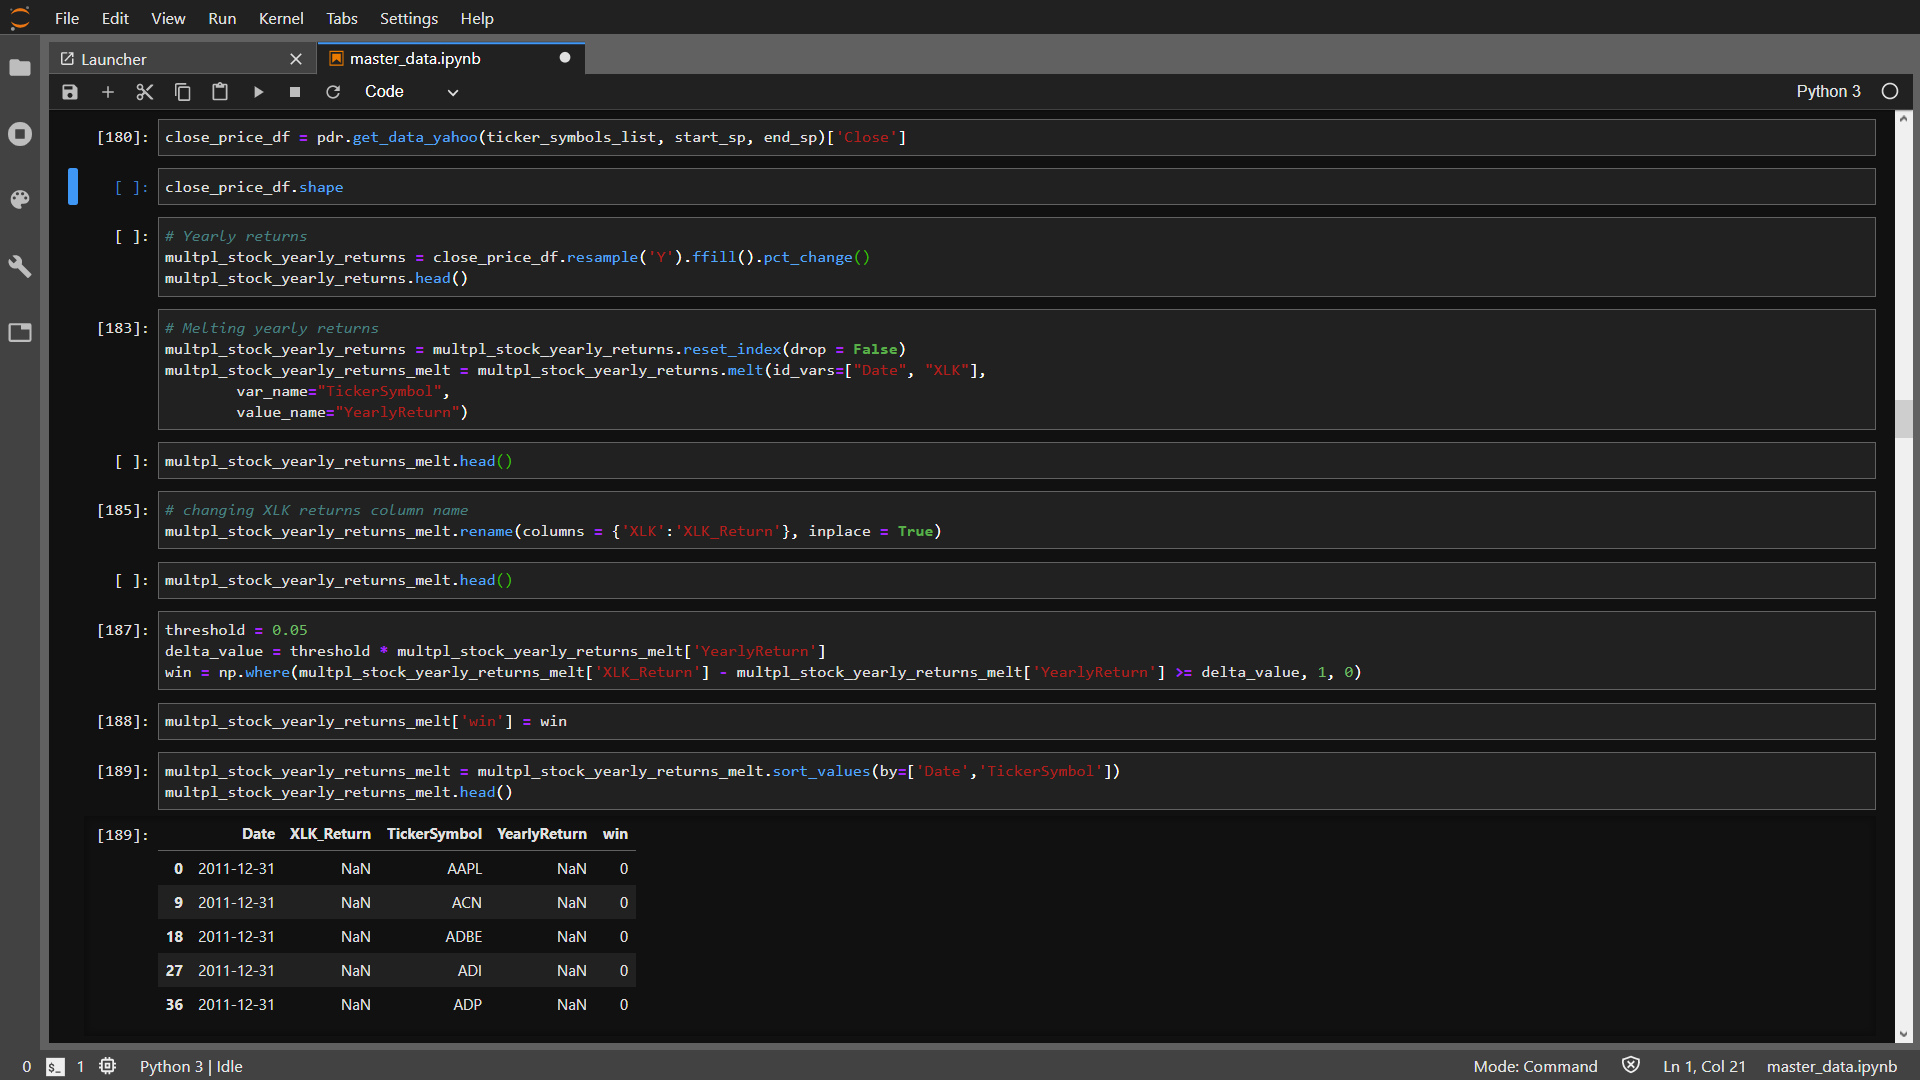 File Edit View Run Kernel Tabs Settings Help
Launcher master_data.ipynb
Code Python 3
[180]: close_price_df = pdr.get_data_yahoo(ticker_symbols_list, start_sp, end_sp)['Close']
[ ]: close_price_df.shape
[ ]: # Yearly returns
multpl_stock_yearly_returns = close_price_df.resample('Y').ffill().pct_change()
multpl_stock_yearly_returns.head()
[183]: # Melting yearly returns
multpl_stock_yearly_returns = multpl_stock_yearly_returns.reset_index(drop = False)
multpl_stock_yearly_returns_melt = multpl_stock_yearly_returns.melt(id_vars=["Date", "XLK"],
var_name="TickerSymbol",
value_name="YearlyReturn")
[ ]: multpl_stock_yearly_returns_melt.head()
[185]: # changing XLK returns column name
multpl_stock_yearly_returns_melt.rename(columns = {'XLK':'XLK_Return'}, inplace = True)
[ ]: multpl_stock_yearly_returns_melt.head()
[187]: threshold = 0.05
delta_value = threshold * multpl_stock_yearly_returns_melt['YearlyReturn']
win = np.where(multpl_stock_yearly_returns_melt['XLK_Return'] - multpl_stock_yearly_returns_melt['YearlyReturn'] >= delta_value, 1, 0)
[188]: multpl_stock_yearly_returns_melt['win'] = win
[189]: multpl_stock_yearly_returns_melt = multpl_stock_yearly_returns_melt.sort_values(by=['Date','TickerSymbol'])
multpl_stock_yearly_returns_melt.head()
[189]: Date XLK_Return TickerSymbol YearlyReturn win
0 2011-12-31 NaN AAPL NaN 0
9 2011-12-31 NaN ACN NaN 0
18 2011-12-31 NaN ADBE NaN 0
27 2011-12-31 NaN ADI NaN 0
36 2011-12-31 NaN ADP NaN 0
0 $_ 1 Python 3 | Idle Mode: Command Ln 1, Col 21 master_data.ipynb